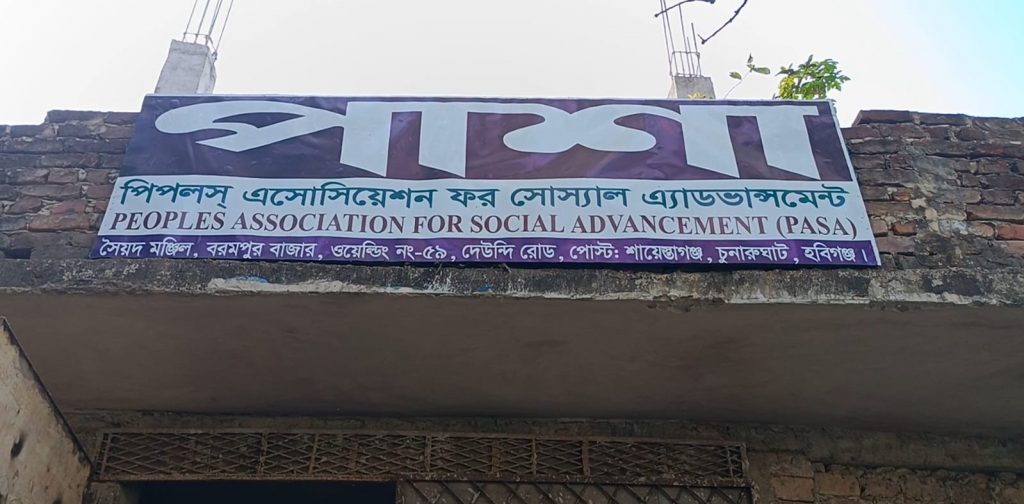 পাশা
পিপলস্ এসোসিয়েশন ফর সোস্যাল এ্যাডভান্সমেন্ট
PEOPLES ASSOCIATION FOR SOCIAL ADVANCEMENT (PASA)
সৈয়দ মঞ্জিল, বরমপুর বাজার, ওয়েল্ডিং নং-৫৯, দেউন্দি রোড, পোস্ট: শায়েস্তাগঞ্জ, চুনারুঘাট, হবিগঞ্জ।